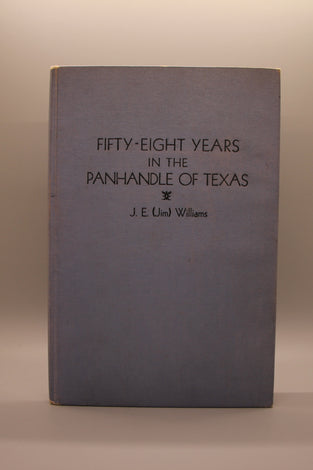 FIFTY-EIGHT YEARS
IN THE
PANHANDLE OF TEXAS
J. E. (Jim) Williams